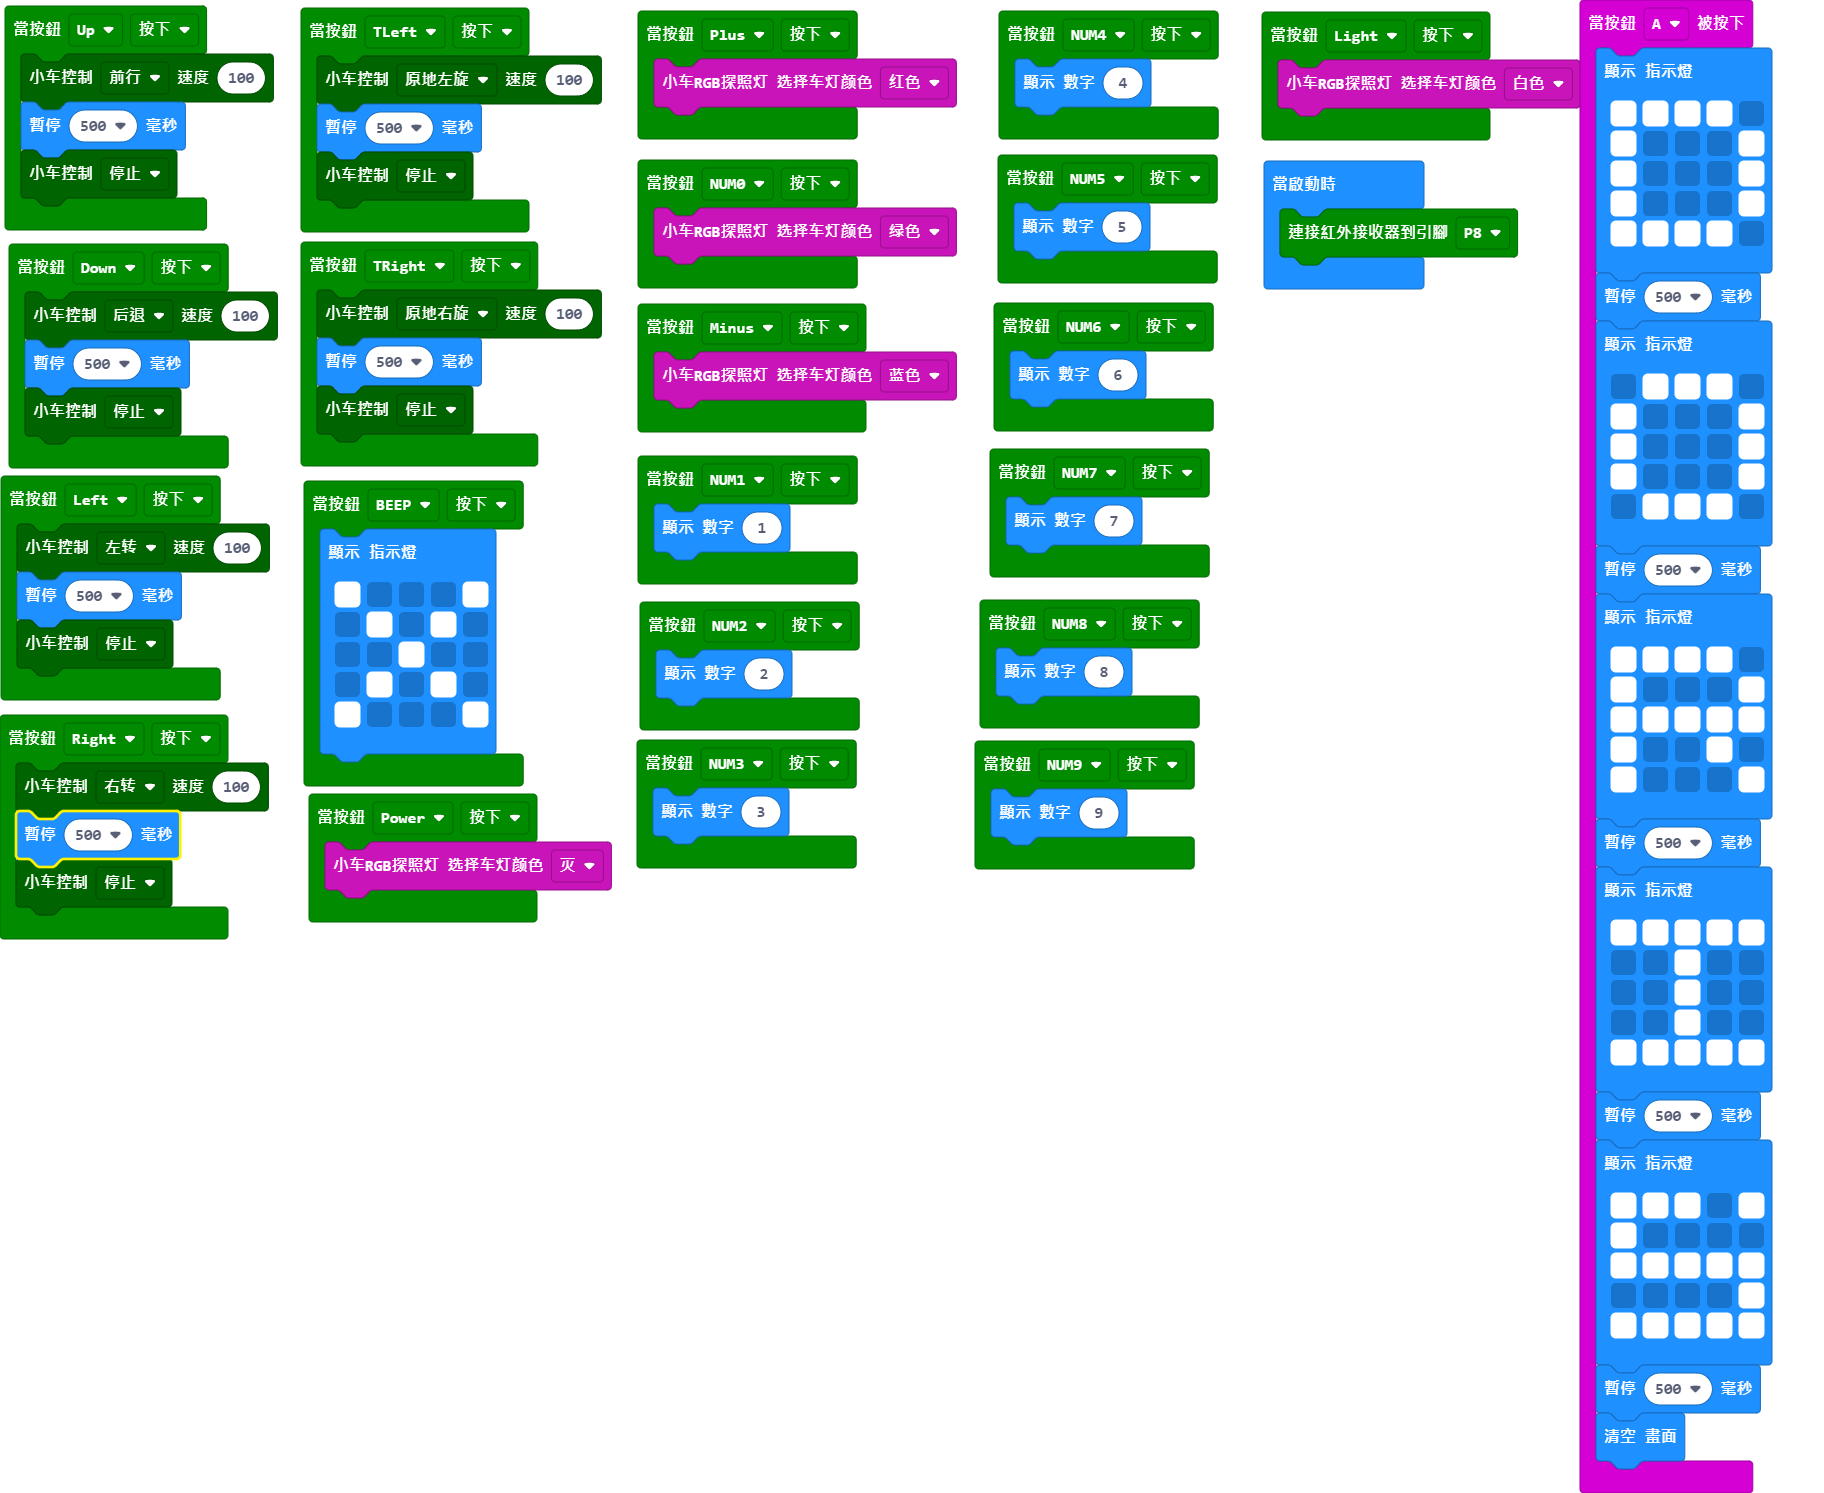 當按鈕 Up 按下
小车控制 前行 速度 100
暫停 500 毫秒
小车控制 停止
當按鈕 Down 按下
小车控制 后退 速度 100
暫停 500 毫秒
小车控制 停止
當按鈕 Left 按下
小车控制 左转 速度 100
暫停 500 毫秒
小车控制 停止
當按鈕 Right 按下
小车控制 右转 速度 100
暫停 500 毫秒
小车控制 停止
當按鈕 TLeft 按下
小车控制 原地左旋 速度 100
暫停 500 毫秒
小车控制 停止
當按鈕 TRight 按下
小车控制 原地右旋 速度 100
暫停 500 毫秒
小车控制 停止
當按鈕 BEEP 按下
顯示 指示燈
當按鈕 Power 按下
小车RGB探照灯 选择车灯颜色 灭
當按鈕 Plus 按下
小车RGB探照灯 选择车灯颜色 红色
當按鈕 NUM0 按下
小车RGB探照灯 选择车灯颜色 绿色
當按鈕 Minus 按下
小车RGB探照灯 选择车灯颜色 蓝色
當按鈕 NUM1 按下
顯示 數字 1
當按鈕 NUM2 按下
顯示 數字 2
當按鈕 NUM3 按下
顯示 數字 3
當按鈕 NUM4 按下
顯示 數字 4
當按鈕 NUM5 按下
顯示 數字 5
當按鈕 NUM6 按下
顯示 數字 6
當按鈕 NUM7 按下
顯示 數字 7
當按鈕 NUM8 按下
顯示 數字 8
當按鈕 NUM9 按下
顯示 數字 9
當按鈕 Light 按下
小车RGB探照灯 选择车灯颜色 白色
當啟動時
連接紅外接收器到引腳 P8
當按鈕 A 被按下
顯示 指示燈
暫停 500 毫秒
顯示 指示燈
暫停 500 毫秒
顯示 指示燈
暫停 500 毫秒
顯示 指示燈
暫停 500 毫秒
顯示 指示燈
暫停 500 毫秒
清空 畫面